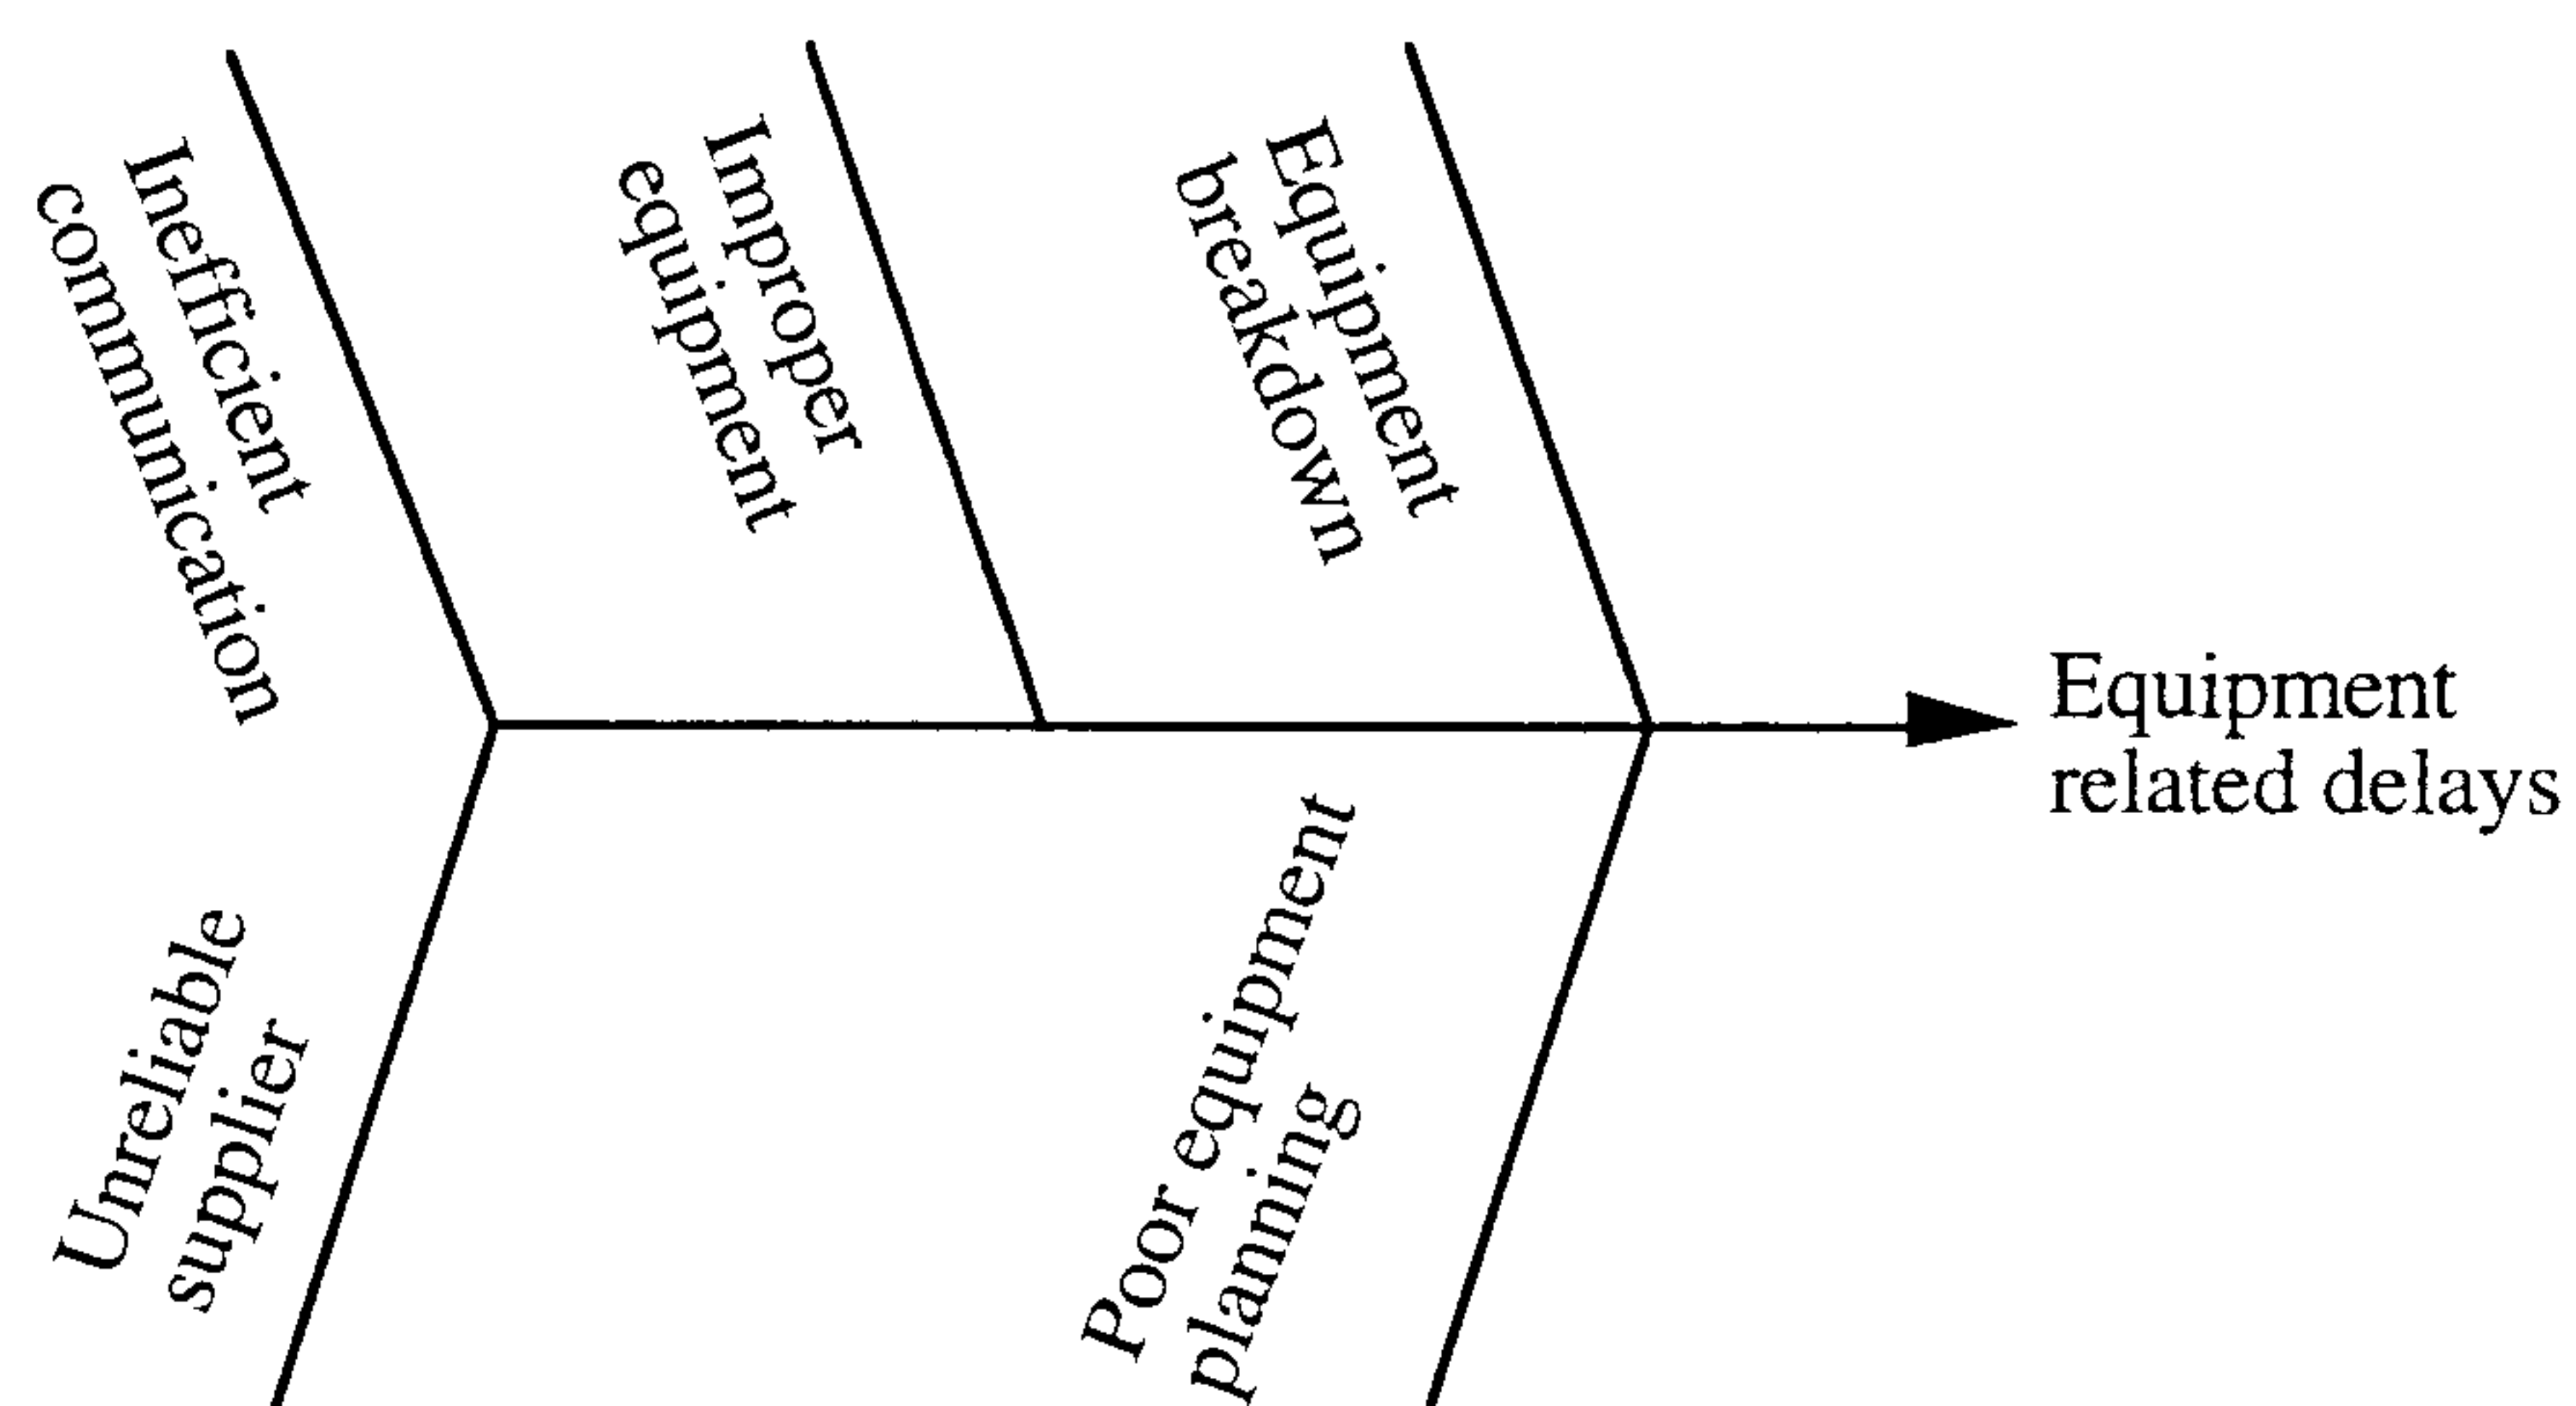 Inefficient
communication
Improper
equipment
Equipment
breakdown
Equipment
related delays
Unreliable
supplier
Poor equipment
planning